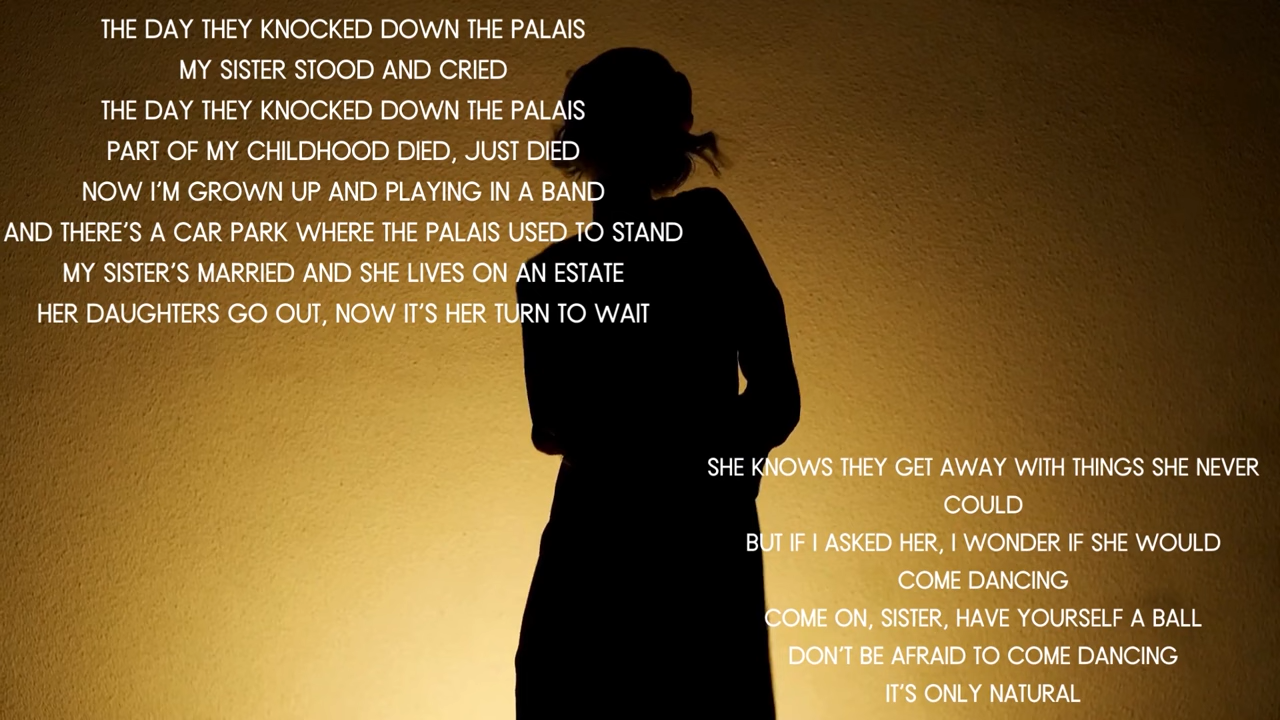 THE DAY THEY KNOCKED DOWN THE PALAIS
MY SISTER STOOD AND CRIED
THE DAY THEY KNOCKED DOWN THE PALAIS
PART OF MY CHILDHOOD DIED, JUST DIED
NOW I'M GROWN UP AND PLAYING IN A BAND
AND THERE'S A CAR PARK WHERE THE PALAIS USED TO STAND
MY SISTER'S MARRIED AND SHE LIVES ON AN ESTATE
HER DAUGHTERS GO OUT, NOW IT'S HER TURN TO WAIT
SHE KNOWS THEY GET AWAY WITH THINGS SHE NEVER
COULD
BUT IF I ASKED HER, I WONDER IF SHE WOULD
COME DANCING
COME ON, SISTER, HAVE YOURSELF A BALL
DON'T BE AFRAID TO COME DANCING
IT'S ONLY NATURAL